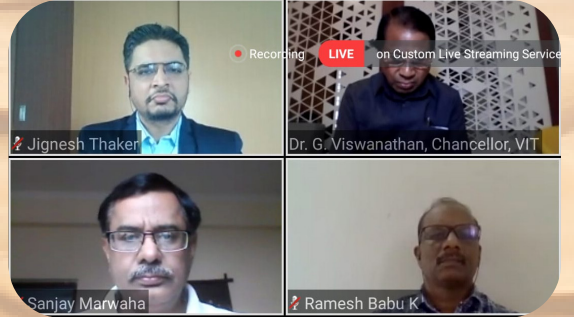 Recording LIVE on Custom Live Streaming Service
Jignesh Thaker
Dr. G. Viswanathan, Chancellor, VIT
Sanjay Marwaha
Ramesh Babu K